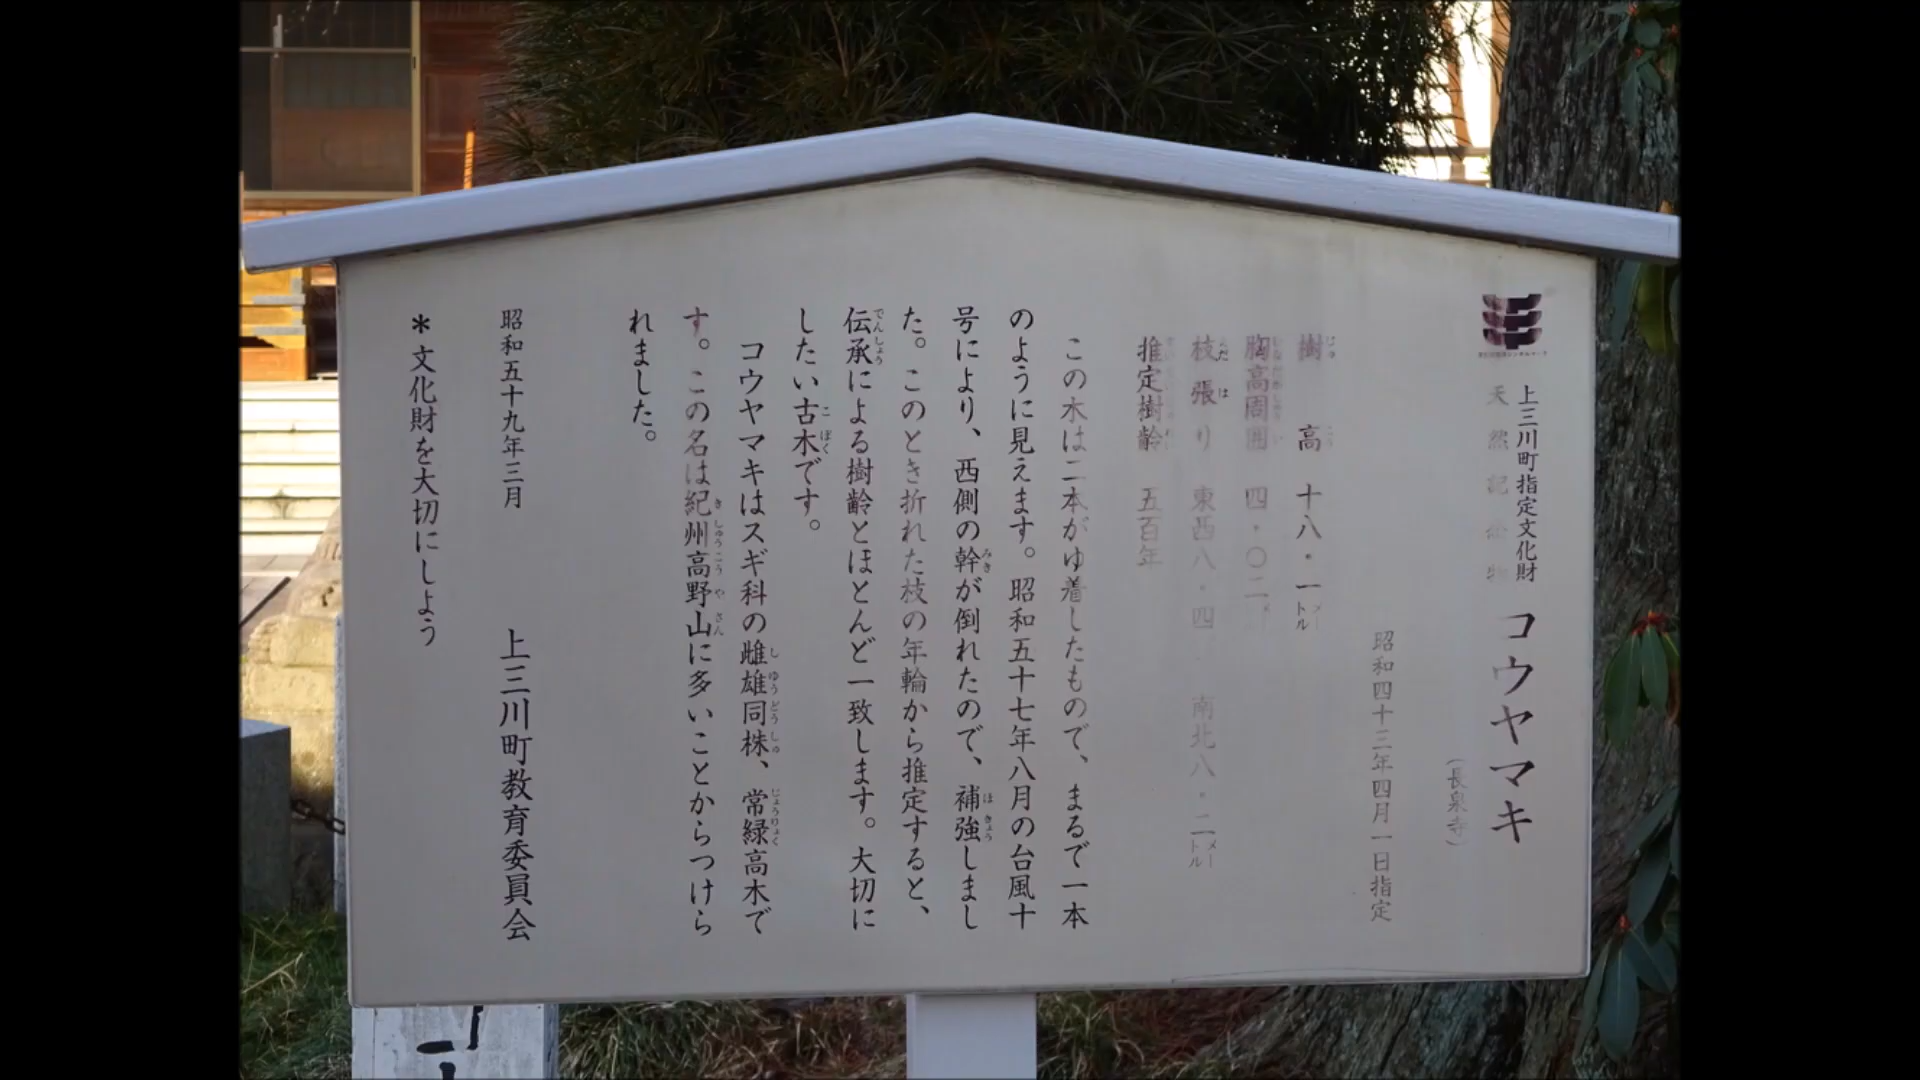 上三川町指定文化財
天然記念物
コウヤマキ
(長泉寺)
昭和四十三年四月一日指定
樹高 十八・一メートル
胸高周囲 四・〇二メ
枝張り 東西八・四 南北八・二メートル
推定樹齢 五百年
この木は二本がゆ着したもので、まるで一本
のように見えます。昭和五十七年八月の台風十
号により、西側の幹が倒れたので、補強しまし
た。このとき折れた枝の年輪から推定すると、
伝承による樹齢とほとんど一致します。大切に
したい古木です。
コウヤマキはスギ科の雌雄同株、常緑高木で
す。この名は紀州高野山に多いことからつけら
れました。
昭和五十九年三月
上三川町教育委員会
＊文化財を大切にしよう